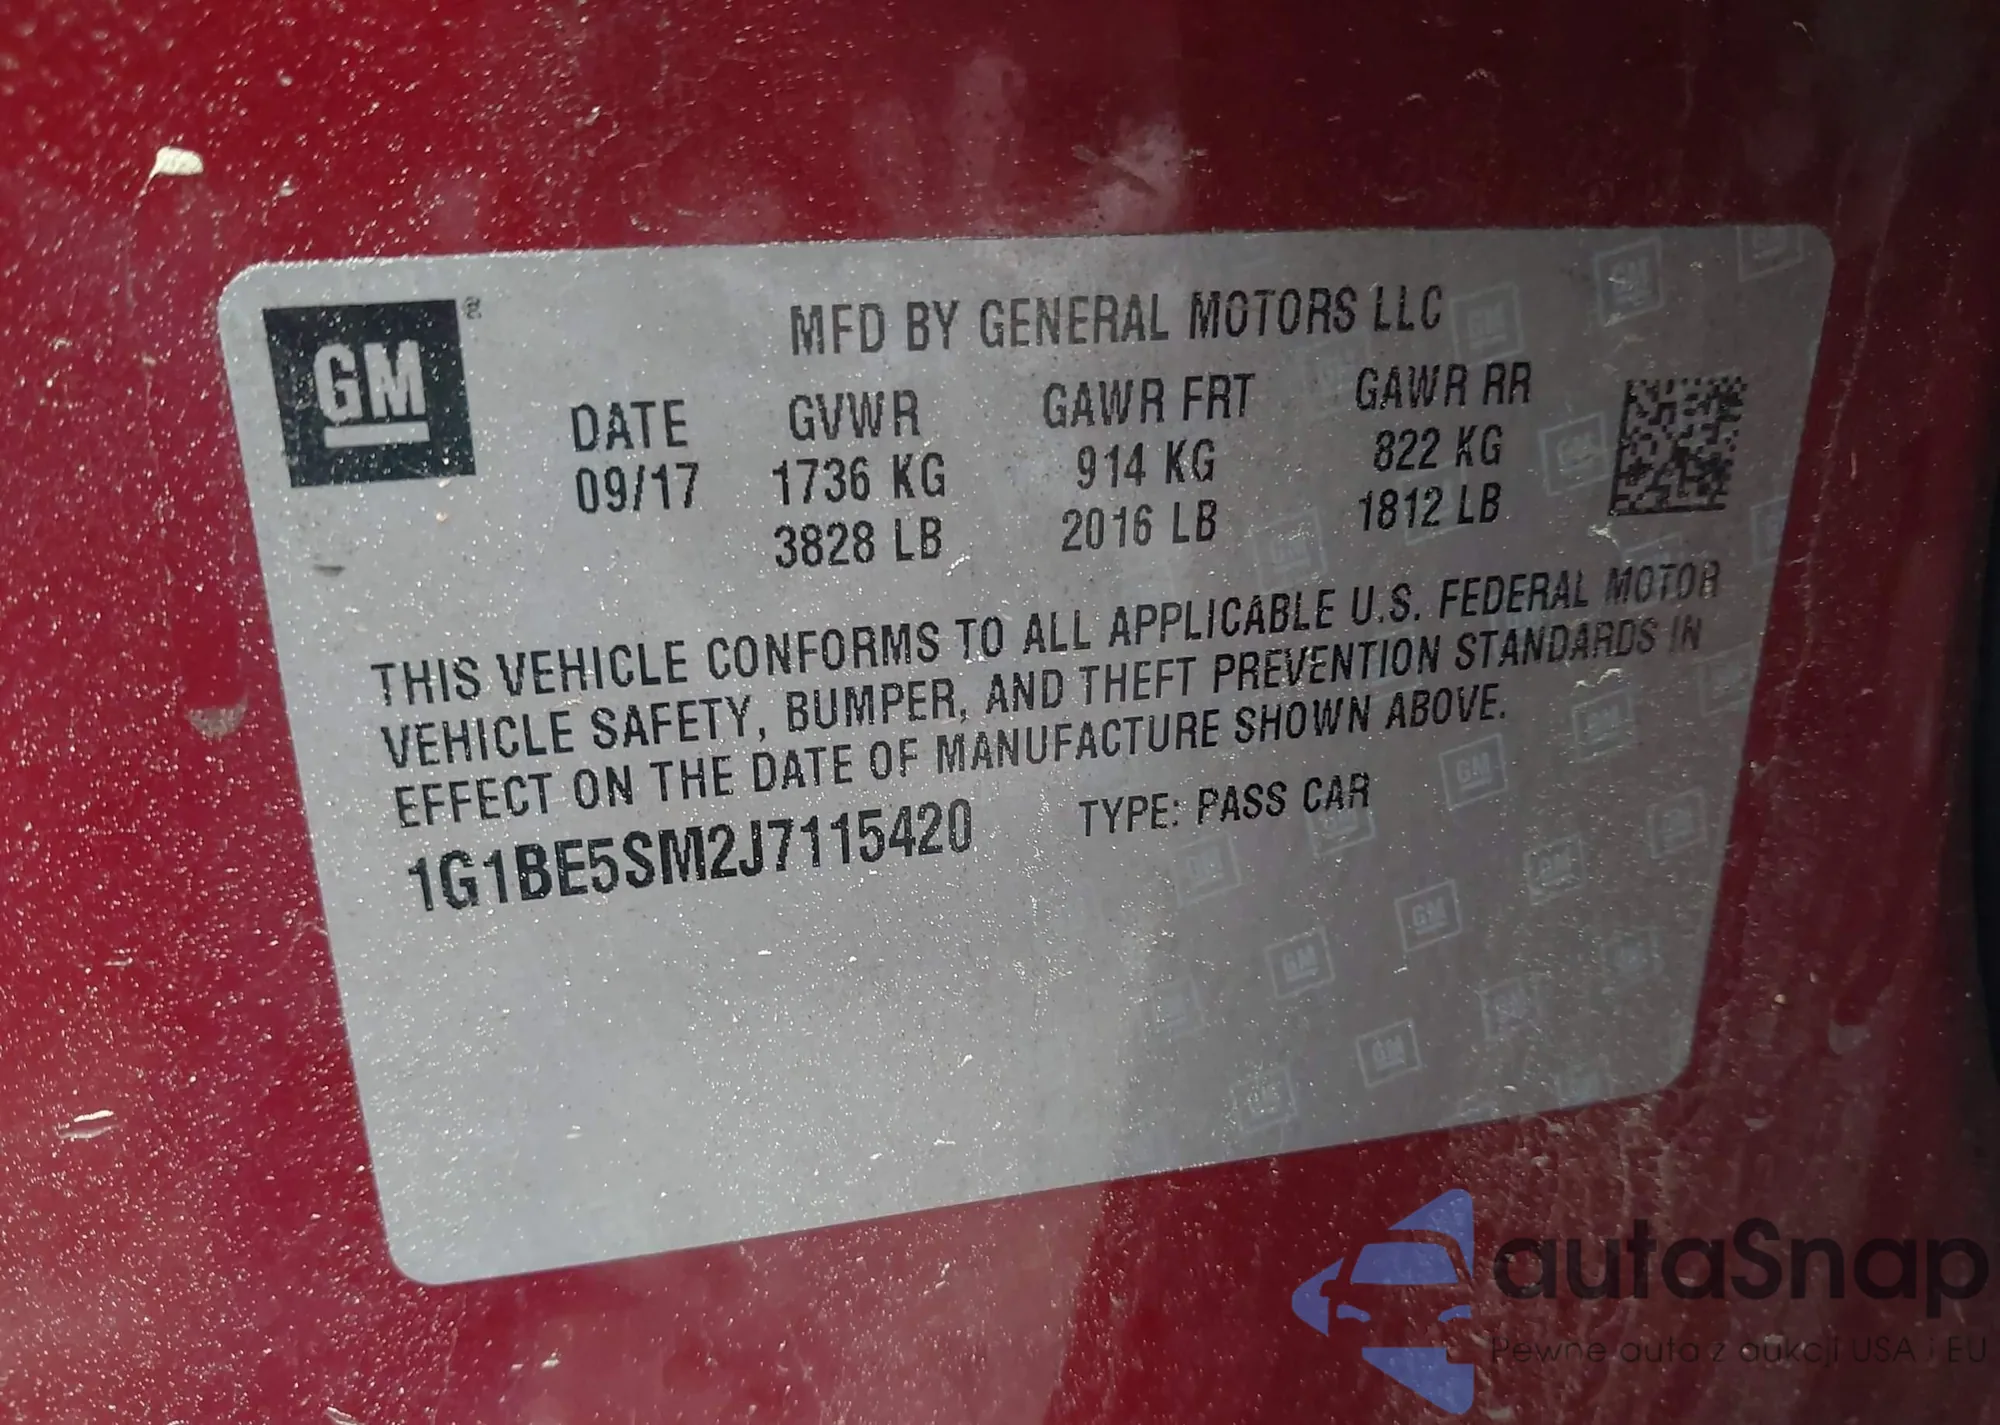 GM
MFD BY GENERAL MOTORS LLC
DATE GVWR GAWR FRT GAWR RR
09/17 1736 KG 914 KG 822 KG
3828 LB 2016 LB 1812 LB
THIS VEHICLE CONFORMS TO ALL APPLICABLE U.S. FEDERAL MOTOR
VEHICLE SAFETY, BUMPER, AND THEFT PREVENTION STANDARDS IN
EFFECT ON THE DATE OF MANUFACTURE SHOWN ABOVE.
1G1BE5SM2J7115420 TYPE: PASS CAR
autaSnap
Pewne auta z aukcji USA i EU